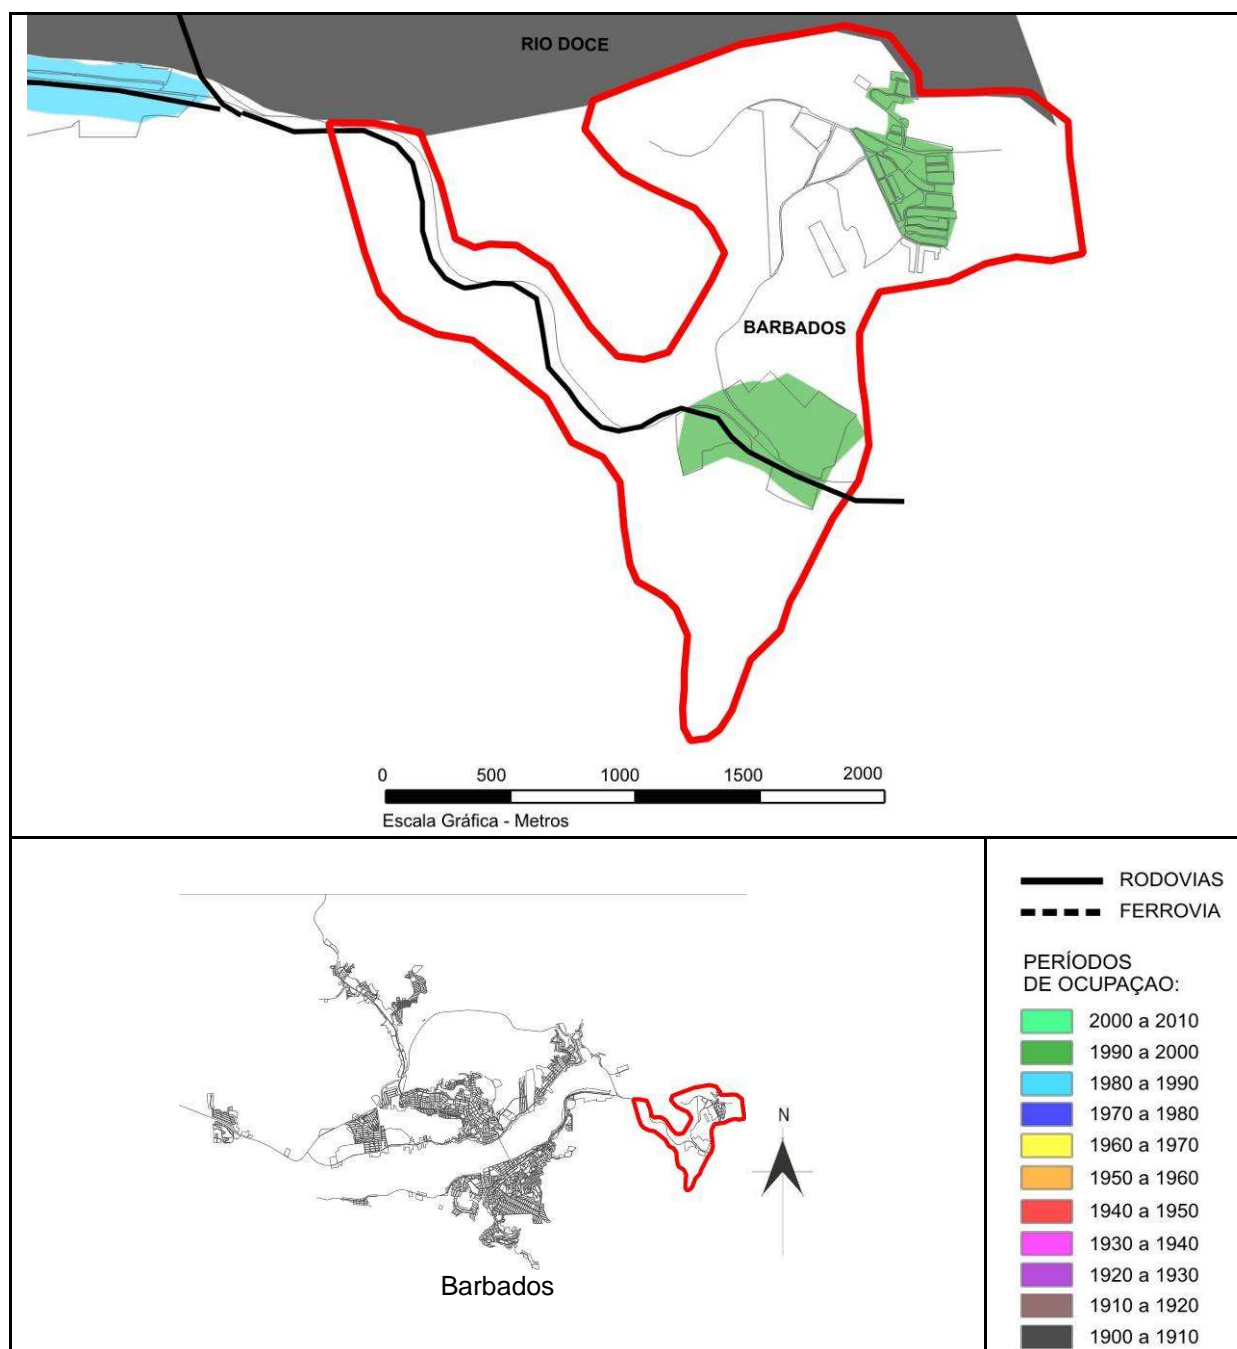 RIO DOCE
BARBADOS
0 500 1000 1500 2000
Escala Gráfica - Metros
Barbados
N
RODOVIAS
FERROVIA
PERÍODOS
DE OCUPAÇAO:
2000 a 2010
1990 a 2000
1980 a 1990
1970 a 1980
1960 a 1970
1950 a 1960
1940 a 1950
1930 a 1940
1920 a 1930
1910 a 1920
1900 a 1910